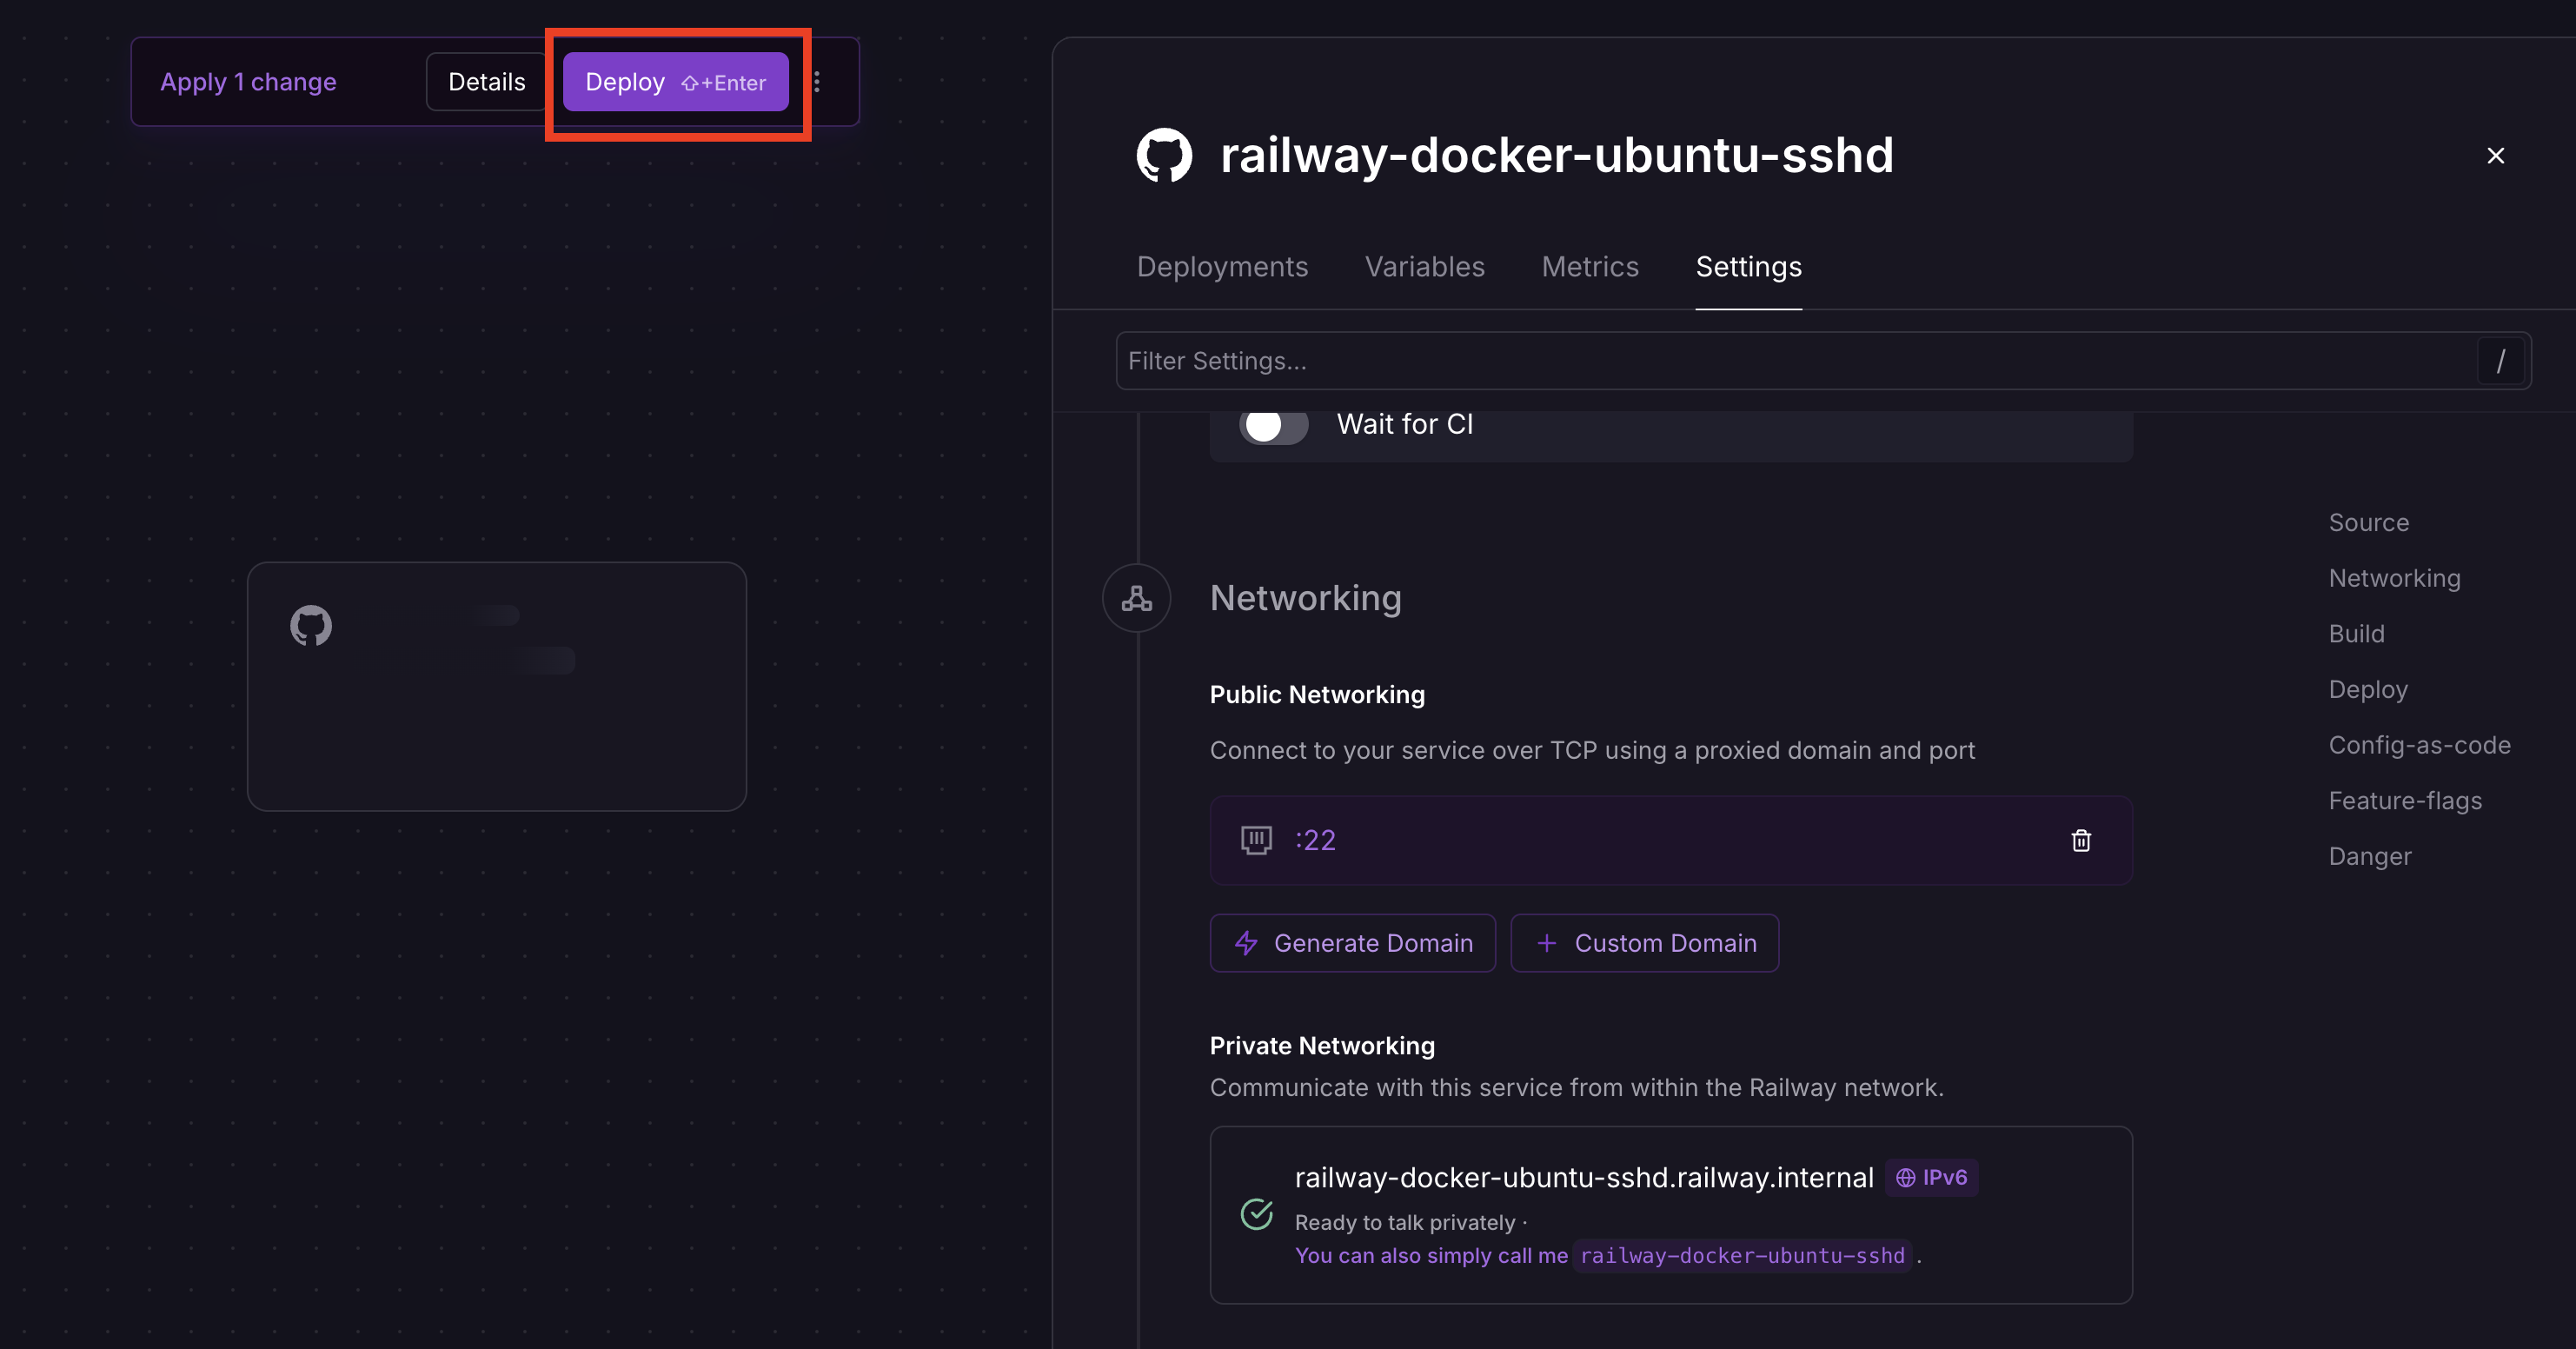 Apply 1 change
Details
Deploy ⇧+Enter
railway-docker-ubuntu-sshd
Deployments Variables Metrics Settings
Filter Settings...
/
Wait for CI
Networking
Public Networking
Connect to your service over TCP using a proxied domain and port
:22
Generate Domain
+ Custom Domain
Private Networking
Communicate with this service from within the Railway network.
railway-docker-ubuntu-sshd.railway.internal IPv6
Ready to talk privately ·
You can also simply call me railway-docker-ubuntu-sshd .
Source
Networking
Build
Deploy
Config-as-code
Feature-flags
Danger